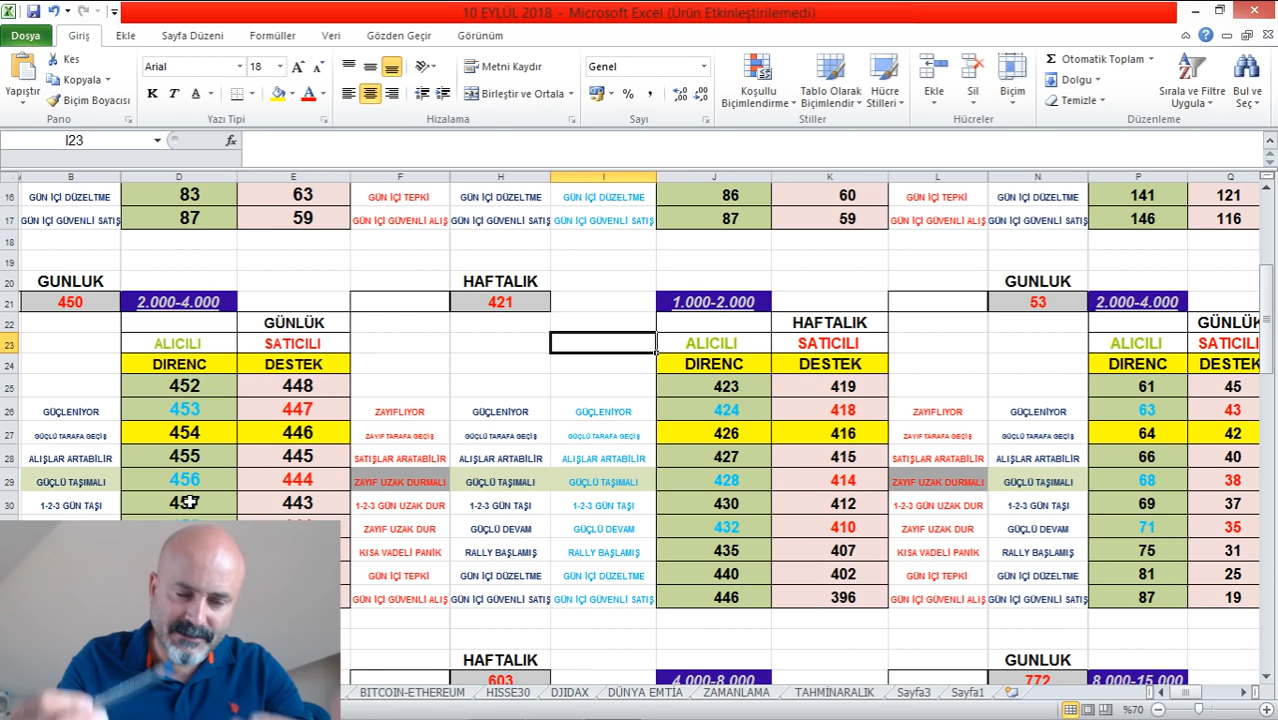 10 EYLÜL 2018 - Microsoft Excel (Ürün Etkinleştirilemedi)
Dosya Giriş Ekle Sayfa Düzeni Formüller Veri Gözden Geçir Görünüm
Yapıştır Kes Kopyala Biçim Boyacısı Pano
Arial 18 K T A Yazı Tipi
Metni Kaydır Birleştir ve Ortala Hizalama
Genel % , Sayı
Koşullu Biçimlendirme Tablo Olarak Biçimlendir Hücre Stilleri Stiller
Ekle Sil Biçim Hücreler
Otomatik Toplam Dolgu Temizle Sırala ve Filtre Uygula Bul ve Seç Düzenleme
I23 fx
B D E F H I J K L N P Q
16 GÜN İÇİ DÜZELTME 83 63 GÜN İÇİ TEPKİ GÜN İÇİ DÜZELTME GÜN İÇİ DÜZELTME 86 60 GÜN İÇİ TEPKİ GÜN İÇİ DÜZELTME 141 121
17 GÜN İÇİ GÜVENLİ SATIŞ 87 59 GÜN İÇİ GÜVENLİ ALIŞ GÜN İÇİ GÜVENLİ SATIŞ GÜN İÇİ GÜVENLİ SATIŞ 87 59 GÜN İÇİ GÜVENLİ ALIŞ GÜN İÇİ GÜVENLİ SATIŞ 146 116
18
19
20 GUNLUK HAFTALIK GUNLUK
21 450 2.000-4.000 421 1.000-2.000 53 2.000-4.000
22 GÜNLÜK HAFTALIK GÜNLÜK
23 ALICILI SATICILI ALICILI SATICILI ALICILI SATICILI
24 DIRENC DESTEK DIRENC DESTEK DIRENC DESTEK
25 452 448 423 419 61 45
26 GÜÇLENİYOR 453 447 ZAYIFLIYOR GÜÇLENİYOR GÜÇLENİYOR 424 418 ZAYIFLIYOR GÜÇLENİYOR 63 43
27 GÜÇLÜ TARAFA GEÇİŞ 454 446 ZAYIF TARAFA GEÇİŞ GÜÇLÜ TARAFA GEÇİŞ GÜÇLÜ TARAFA GEÇİŞ 426 416 ZAYIF TARAFA GEÇİŞ GÜÇLÜ TARAFA GEÇİŞ 64 42
28 ALIŞLAR ARTABİLİR 455 445 SATIŞLAR ARATABİLİR ALIŞLAR ARTABİLİR ALIŞLAR ARTABİLİR 427 415 SATIŞLAR ARATABİLİR ALIŞLAR ARTABİLİR 66 40
29 GÜÇLÜ TAŞIMALI 456 444 ZAYIF UZAK DURMALI GÜÇLÜ TAŞIMALI GÜÇLÜ TAŞIMALI 428 414 ZAYIF UZAK DURMALI GÜÇLÜ TAŞIMALI 68 38
30 1-2-3 GÜN TAŞI 457 443 1-2-3 GÜN UZAK DUR 1-2-3 GÜN TAŞI 1-2-3 GÜN TAŞI 430 412 1-2-3 GÜN UZAK DUR 1-2-3 GÜN TAŞI 69 37
ZAYIF UZAK DUR GÜÇLÜ DEVAM GÜÇLÜ DEVAM 432 410 ZAYIF UZAK DUR GÜÇLÜ DEVAM 71 35
KISA VADELİ PANİK RALLY BAŞLAMIŞ RALLY BAŞLAMIŞ 435 407 KISA VADELİ PANİK RALLY BAŞLAMIŞ 75 31
GÜN İÇİ TEPKİ GÜN İÇİ DÜZELTME GÜN İÇİ DÜZELTME 440 402 GÜN İÇİ TEPKİ GÜN İÇİ DÜZELTME 81 25
GÜN İÇİ GÜVENLİ ALIŞ GÜN İÇİ GÜVENLİ SATIŞ GÜN İÇİ GÜVENLİ SATIŞ 446 396 GÜN İÇİ GÜVENLİ ALIŞ GÜN İÇİ GÜVENLİ SATIŞ 87 19
HAFTALIK GUNLUK
603 4.000-8.000 772 8.000-15.000
BITCOIN-ETHEREUM HİSSE30 DJIDAX DÜNYA EMTİA ZAMANLAMA TAHMİNARALIK Sayfa3 Sayfa1
%70